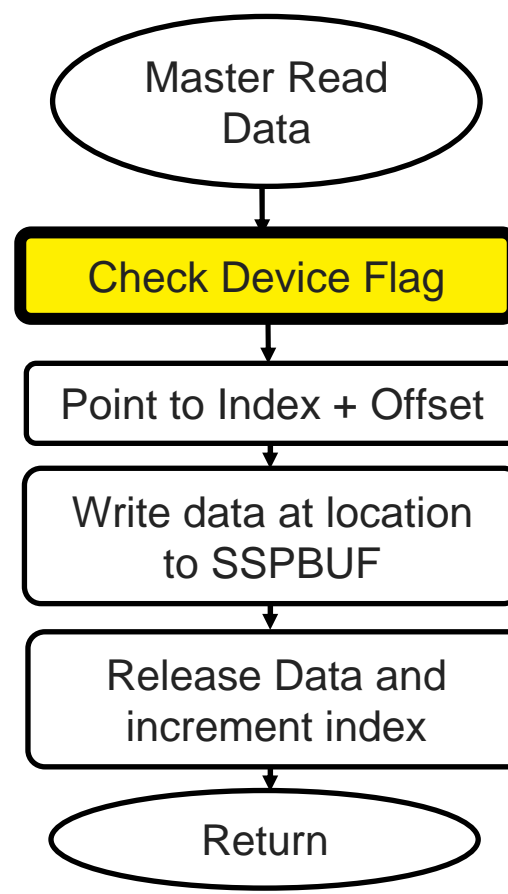 Master Read
Data
Check Device Flag
Point to Index + Offset
Write data at location
to SSPBUF
Release Data and
increment index
Return